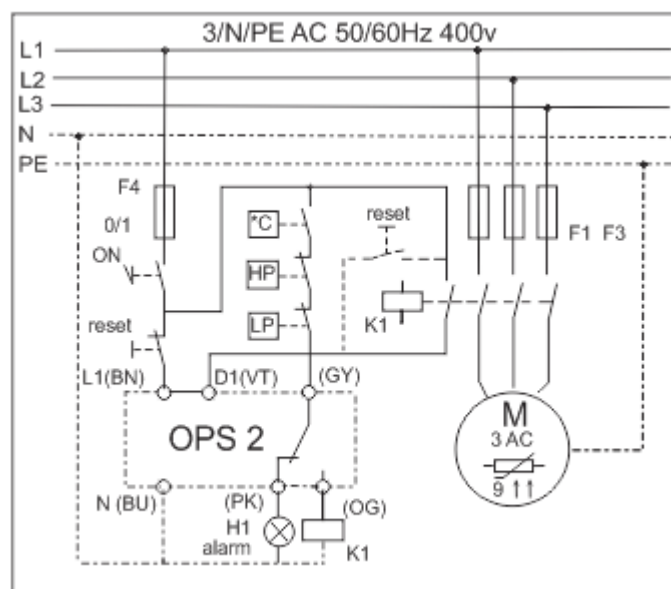 3/N/PE AC 50/60Hz 400v
L1
L2
L3
N
PE
F4
0/1
ON
reset
*C
HP
LP
reset
K1
F1 F3
L1(BN)
D1(VT)
(GY)
OPS 2
M
3 AC
9 ↑↑
N (BU)
(PK)
(OG)
H1
alarm
K1